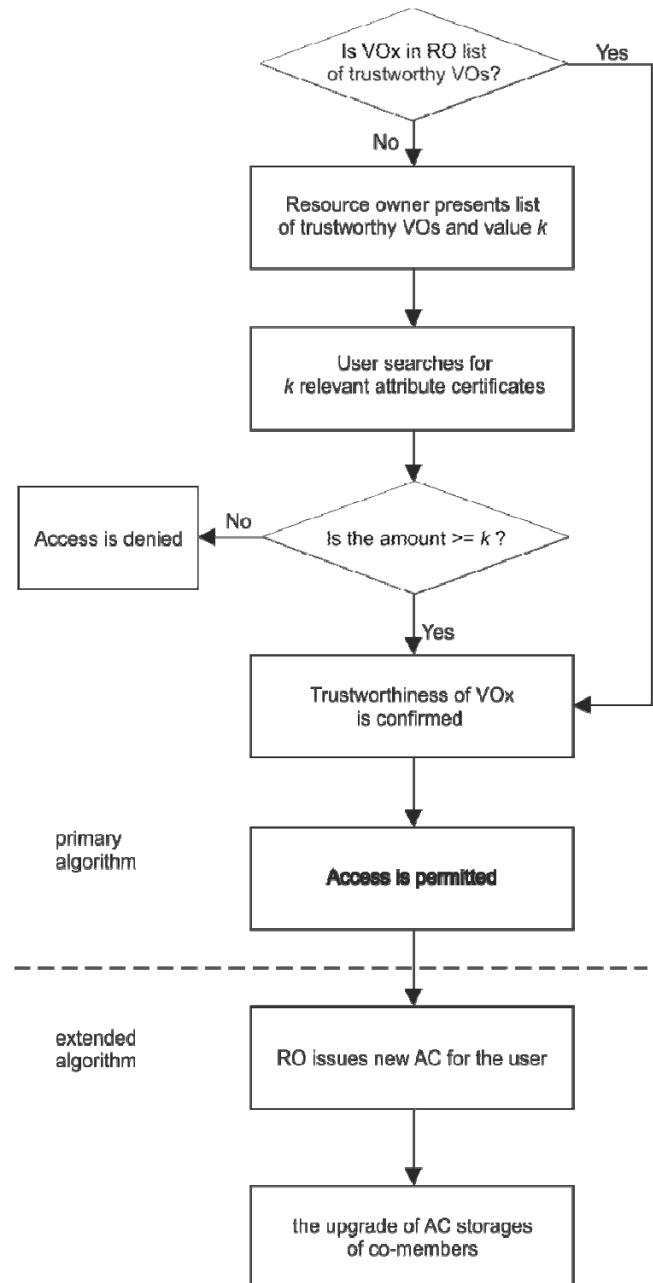 Is VOx in RO list
of trustworthy VOs?
Yes
No
Resource owner presents list
of trustworthy VOs and value k
User searches for
k relevant attribute certificates
Access is denied
No
Is the amount >= k ?
Yes
Trustworthiness of VOx
is confirmed
primary
algorithm
Access is permitted
extended
algorithm
RO issues new AC for the user
the upgrade of AC storages
of co-members